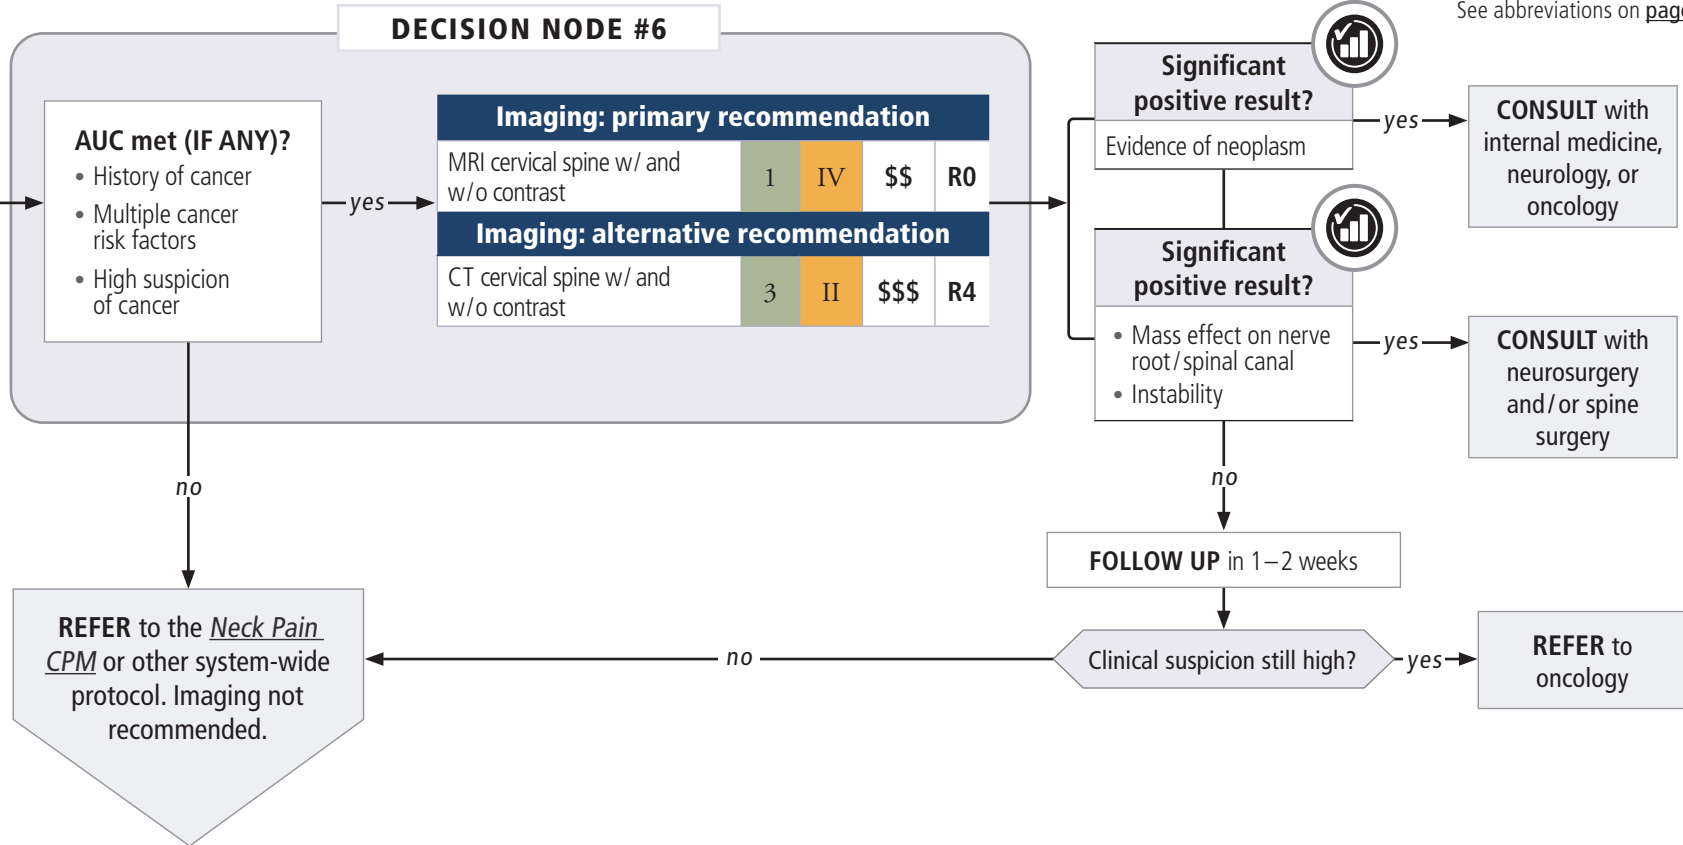 See abbreviations on page
DECISION NODE #6
AUC met (IF ANY)?
• History of cancer
• Multiple cancer
risk factors
• High suspicion
of cancer
yes
Imaging: primary recommendation
MRI cervical spine w/ and
w/o contrast
1 IV $$ R0
Imaging: alternative recommendation
CT cervical spine w/ and
w/o contrast
3 II $$$ R4
Significant
positive result?
Evidence of neoplasm
yes
CONSULT with
internal medicine,
neurology, or
oncology
Significant
positive result?
• Mass effect on nerve
root/spinal canal
• Instability
yes
CONSULT with
neurosurgery
and/or spine
surgery
no
no
FOLLOW UP in 1–2 weeks
Clinical suspicion still high?
yes
REFER to
oncology
no
REFER to the Neck Pain
CPM or other system-wide
protocol. Imaging not
recommended.